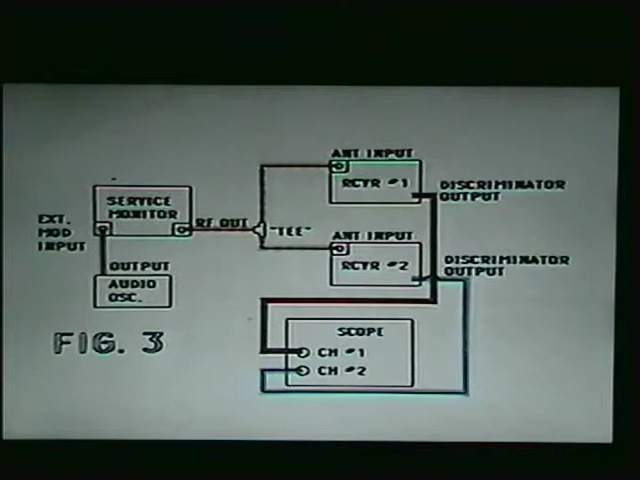 ANT INPUT
RCVR #1
DISCRIMINATOR
OUTPUT
SERVICE
MONITOR
EXT.
MOD
INPUT
RF OUT
"TEE"
ANT INPUT
RCVR #2
DISCRIMINATOR
OUTPUT
OUTPUT
AUDIO
OSC.
FIG. 3
SCOPE
CH #1
CH #2